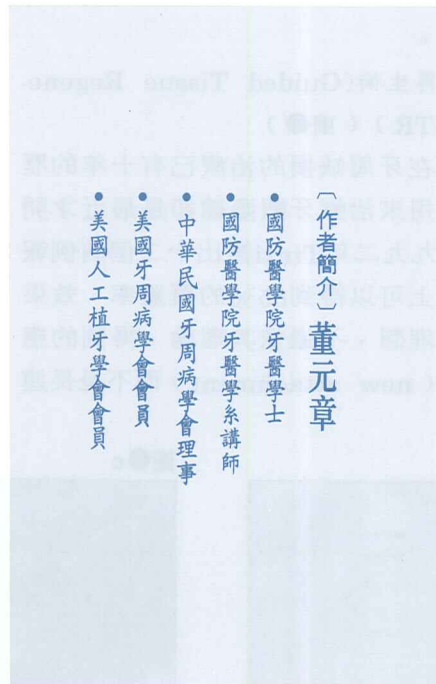 〔作者簡介〕董元章
● 國防醫學院牙醫學士
● 國防醫學院牙醫學系講師
● 中華民國牙周病學會理事
● 美國牙周病學會會員
● 美國人工植牙學會會員